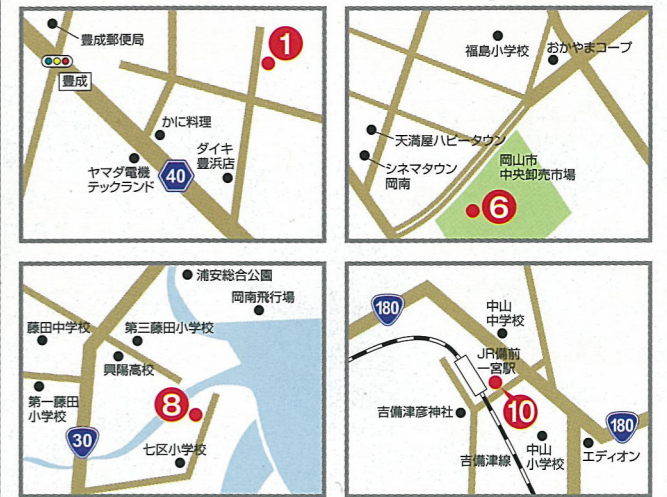 豊成郵便局
1
豊成
かに料理
ダイキ
豊浜店
ヤマダ電機
テックランド
40
福島小学校
おかやまコープ
天満屋ハピータウン
シネマタウン
岡南
岡山市
中央卸売市場
6
浦安総合公園
岡南飛行場
藤田中学校
第三藤田小学校
興陽高校
第一藤田
小学校
8
30
七区小学校
180
中山
中学校
JR備前
一宮駅
10
吉備津彦神社
180
吉備津線
中山
小学校
エディオン